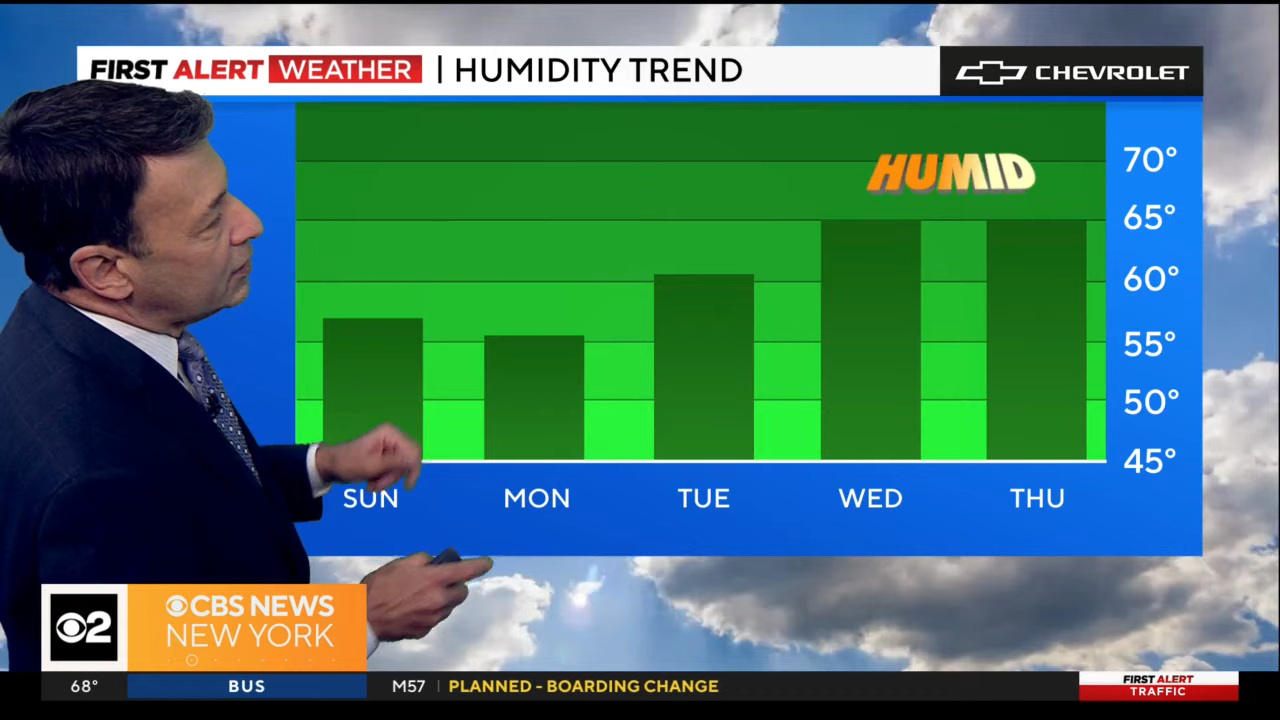 FIRST ALERT WEATHER | HUMIDITY TREND
CHEVROLET
HUMID
70°
65°
60°
55°
50°
45°
SUN MON TUE WED THU
2
CBS NEWS
NEW YORK
68° BUS M57 | PLANNED - BOARDING CHANGE
FIRST ALERT
TRAFFIC